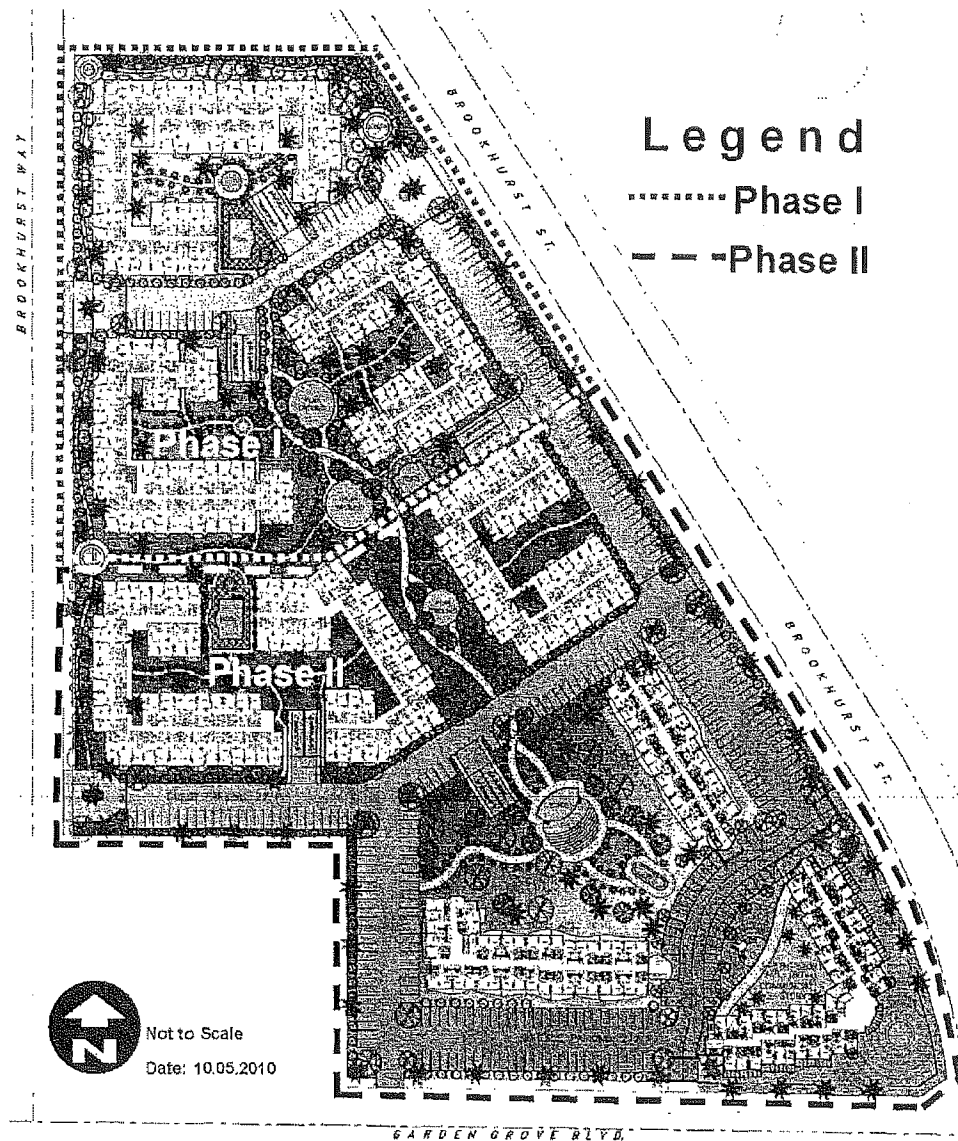 Legend
Phase I
Phase II
BROOKHURST WAY
BROOKHURST ST.
Phase I
Phase II
BROOKHURST ST.
N
Not to Scale
Date: 10.05.2010
GARDEN GROVE BLVD.